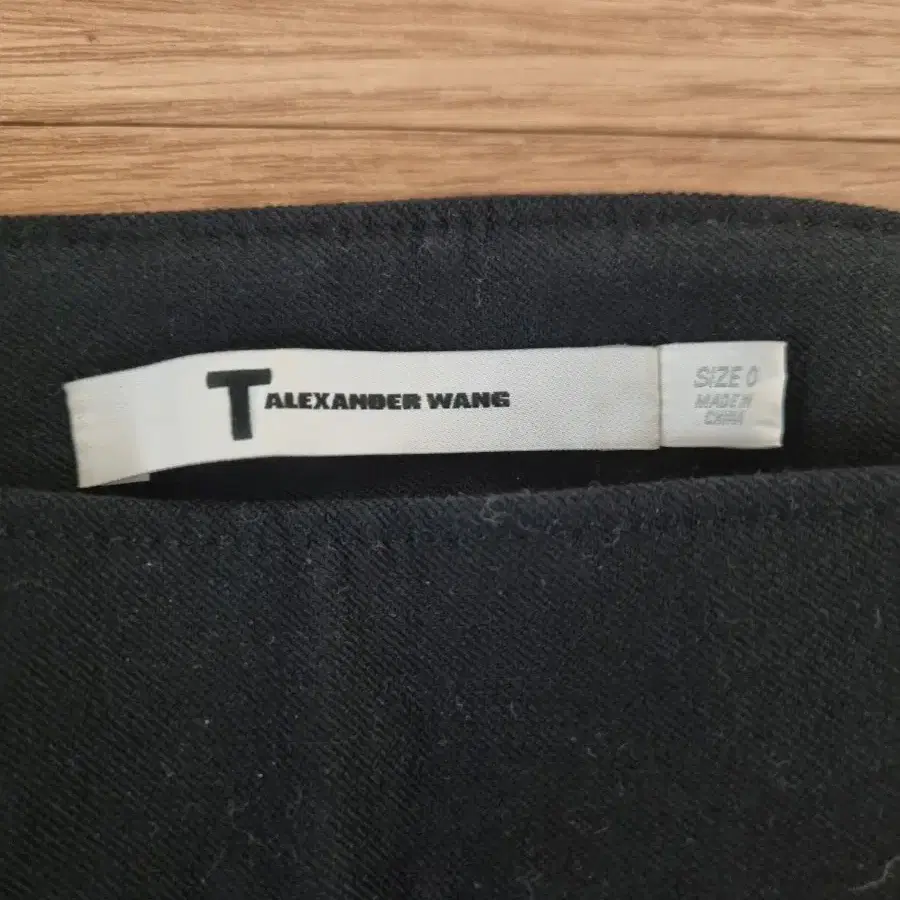 T ALEXANDER WANG
SIZE 0
MADE IN
CHINA